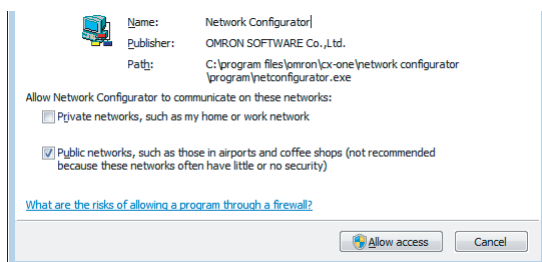 Name: Network Configurator
Publisher: OMRON SOFTWARE Co.,Ltd.
Path: C:\program files\omron\cx-one\network configurator
\program\netconfigurator.exe
Allow Network Configurator to communicate on these networks:
Private networks, such as my home or work network
Public networks, such as those in airports and coffee shops (not recommended
because these networks often have little or no security)
What are the risks of allowing a program through a firewall?
Allow access Cancel